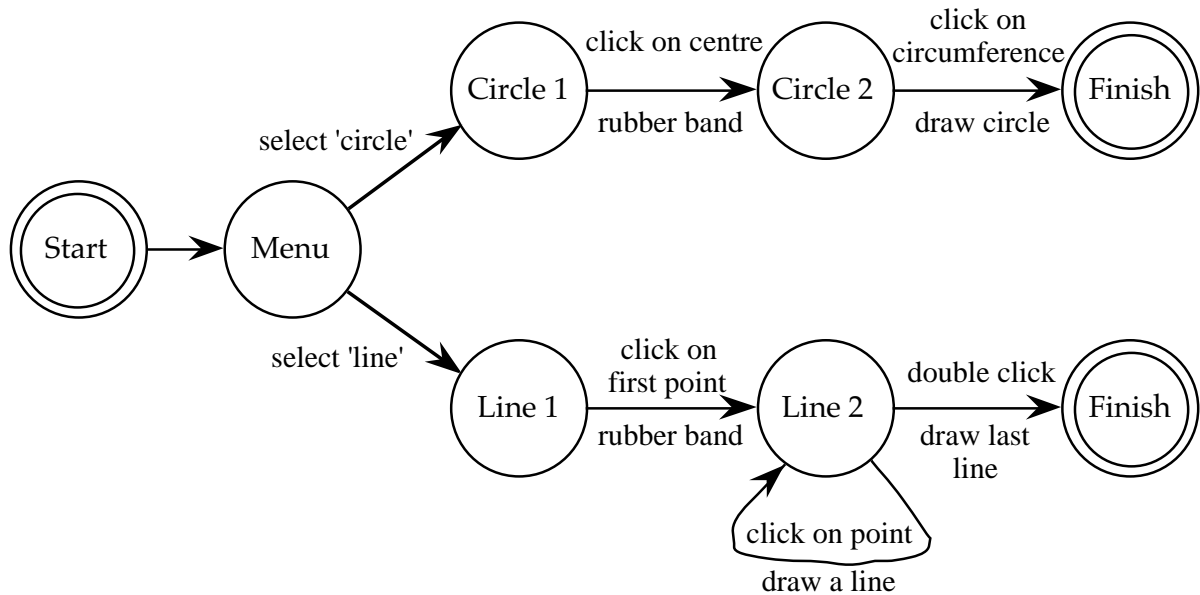 Start
Menu
select 'circle'
Circle 1
click on centre
rubber band
Circle 2
click on
circumference
draw circle
Finish
select 'line'
Line 1
click on
first point
rubber band
Line 2
click on point
draw a line
double click
draw last
line
Finish